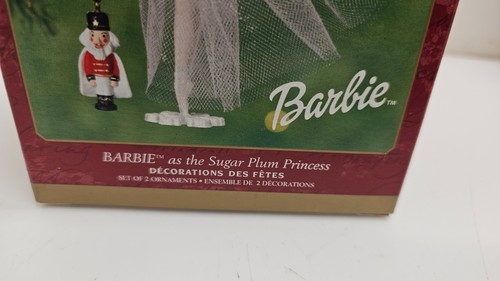 Barbie™
BARBIE™ as the Sugar Plum Princess
DÉCORATIONS DES FÊTES
SET OF 2 ORNAMENTS • ENSEMBLE DE 2 DÉCORATIONS